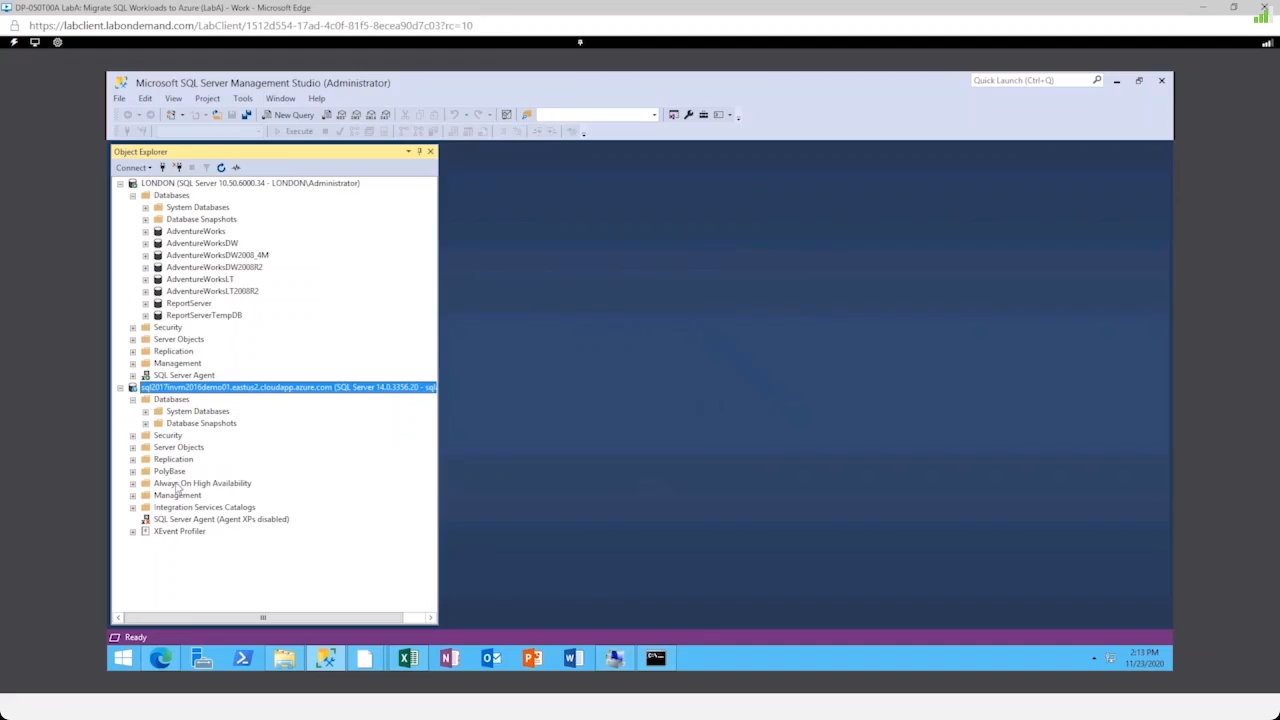 DP-050T00A LabA: Migrate SQL Workloads to Azure (LabA) - Work - Microsoft Edge
https://labclient.labondemand.com/LabClient/1512d554-17ad-4c0f-81f5-8ecea90d7c03?rc=10
Microsoft SQL Server Management Studio (Administrator)
Quick Launch (Ctrl+Q)
File Edit View Project Tools Window Help
New Query
Execute
Object Explorer
Connect
LONDON (SQL Server 10.50.6000.34 - LONDON\Administrator)
Databases
System Databases
Database Snapshots
AdventureWorks
AdventureWorksDW
AdventureWorksDW2008_4M
AdventureWorksDW2008R2
AdventureWorksLT
AdventureWorksLT2008R2
ReportServer
ReportServerTempDB
Security
Server Objects
Replication
Management
SQL Server Agent
sql2017invm2016demo01.eastus2.cloudapp.azure.com (SQL Server 14.0.3356.20 - sql
Databases
System Databases
Database Snapshots
Security
Server Objects
Replication
PolyBase
Always On High Availability
Management
Integration Services Catalogs
SQL Server Agent (Agent XPs disabled)
XEvent Profiler
Ready
2:13 PM
11/23/2020